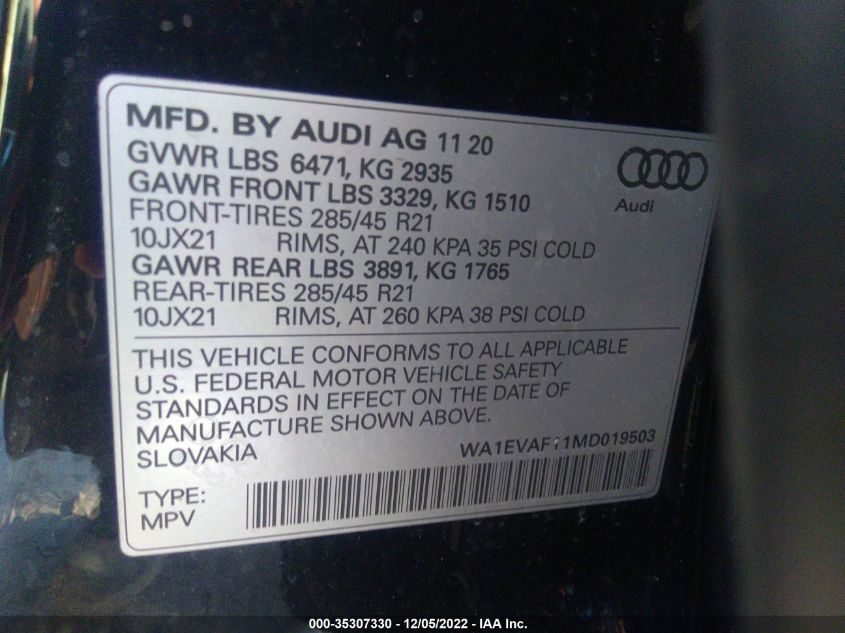 MFD. BY AUDI AG 11 20
GVWR LBS 6471, KG 2935
GAWR FRONT LBS 3329, KG 1510
FRONT-TIRES 285/45 R21
10JX21 RIMS, AT 240 KPA 35 PSI COLD
GAWR REAR LBS 3891, KG 1765
REAR-TIRES 285/45 R21
10JX21 RIMS, AT 260 KPA 38 PSI COLD
Audi
THIS VEHICLE CONFORMS TO ALL APPLICABLE
U.S. FEDERAL MOTOR VEHICLE SAFETY
STANDARDS IN EFFECT ON THE DATE OF
MANUFACTURE SHOWN ABOVE.
SLOVAKIA WA1EVAF11MD019503
TYPE:
MPV
000-35307330 - 12/05/2022 - IAA Inc.